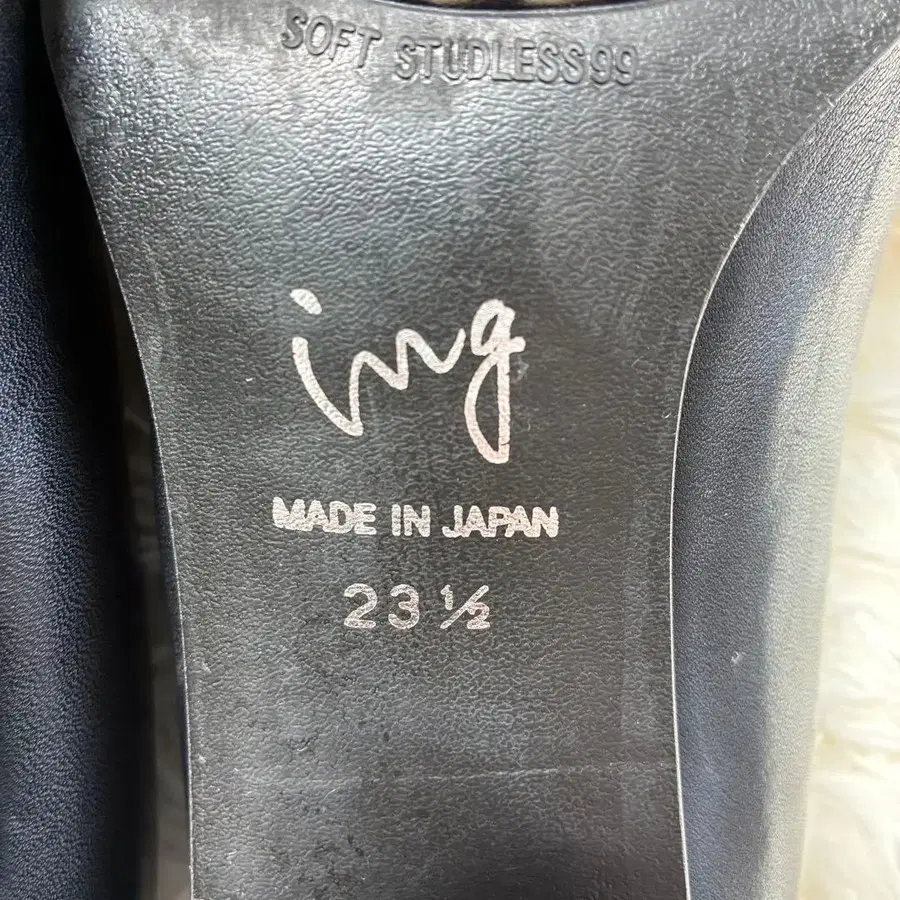 SOFT STUDLESS99
ing
MADE IN JAPAN
23 ½